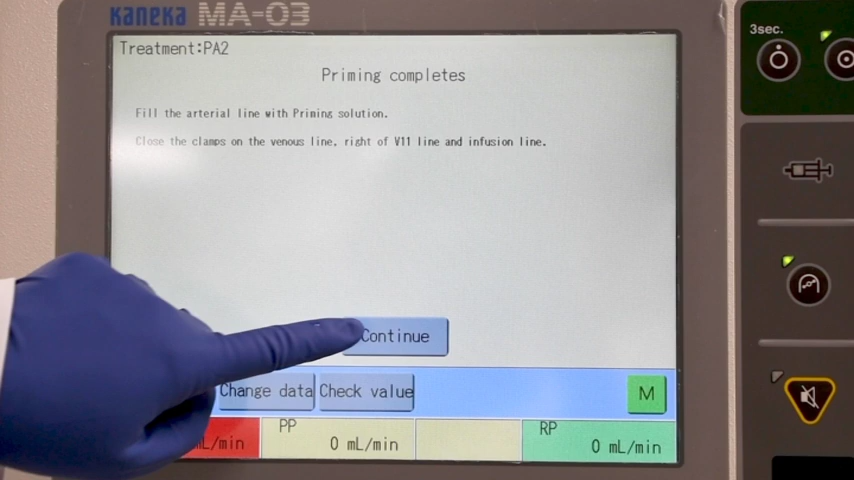 Kaneka MA-03
3sec.
Treatment:PA2
Priming completes
Fill the arterial line with Priming solution.
Close the clamps on the venous line, right of V11 line and infusion line.
Continue
Change data Check value M
PP RP
mL/min 0 mL/min 0 mL/min